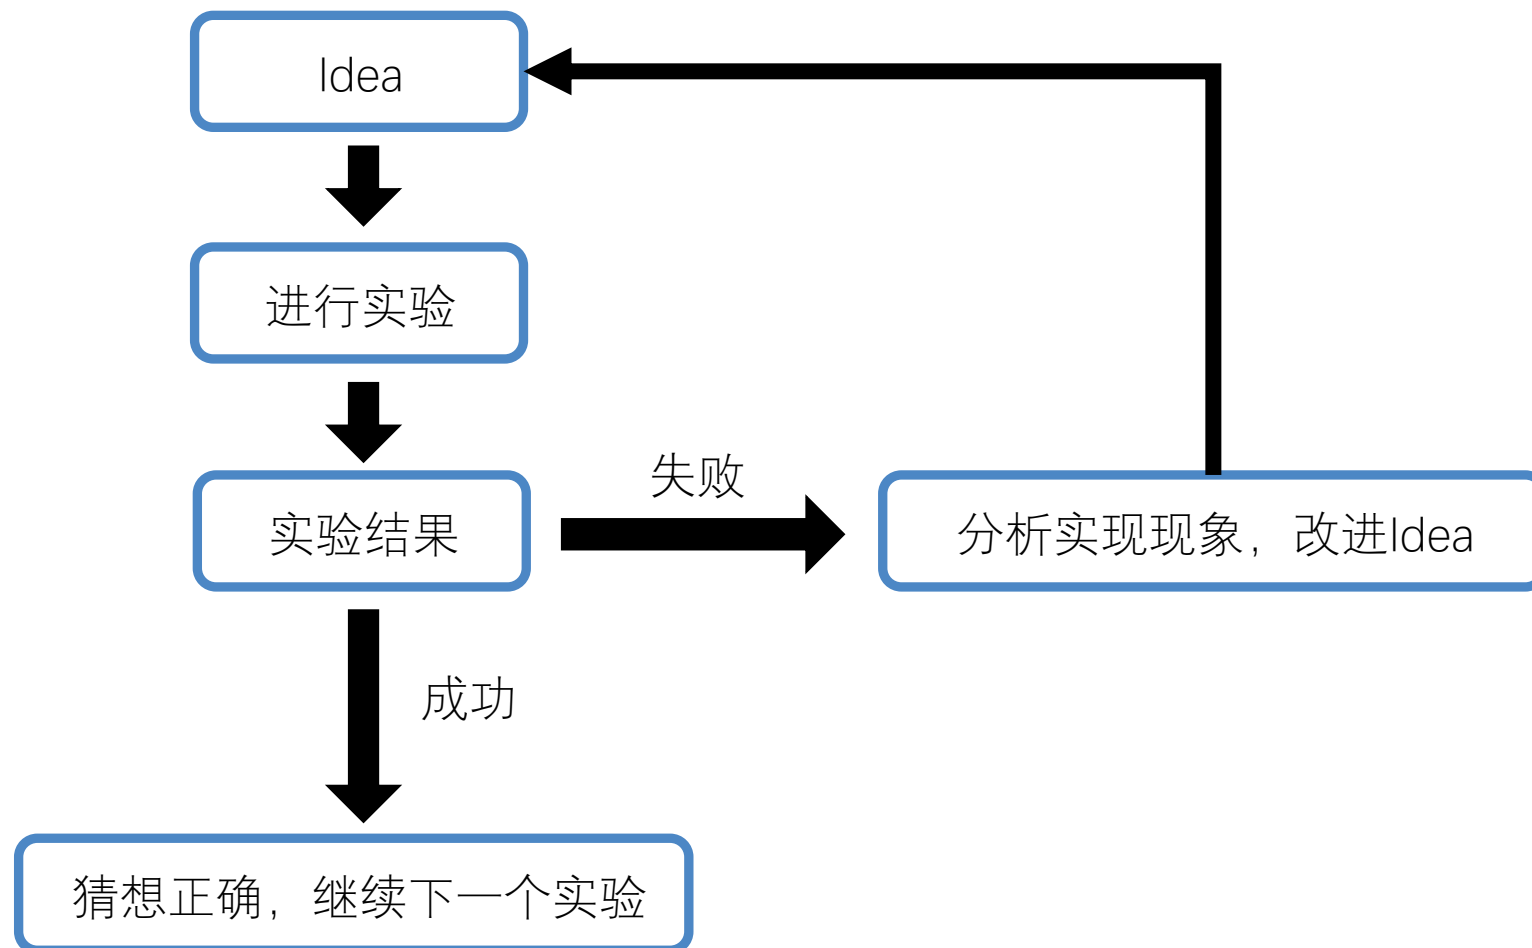 Idea
进行实验
失败
实验结果
分析实现现象，改进Idea
成功
猜想正确，继续下一个实验